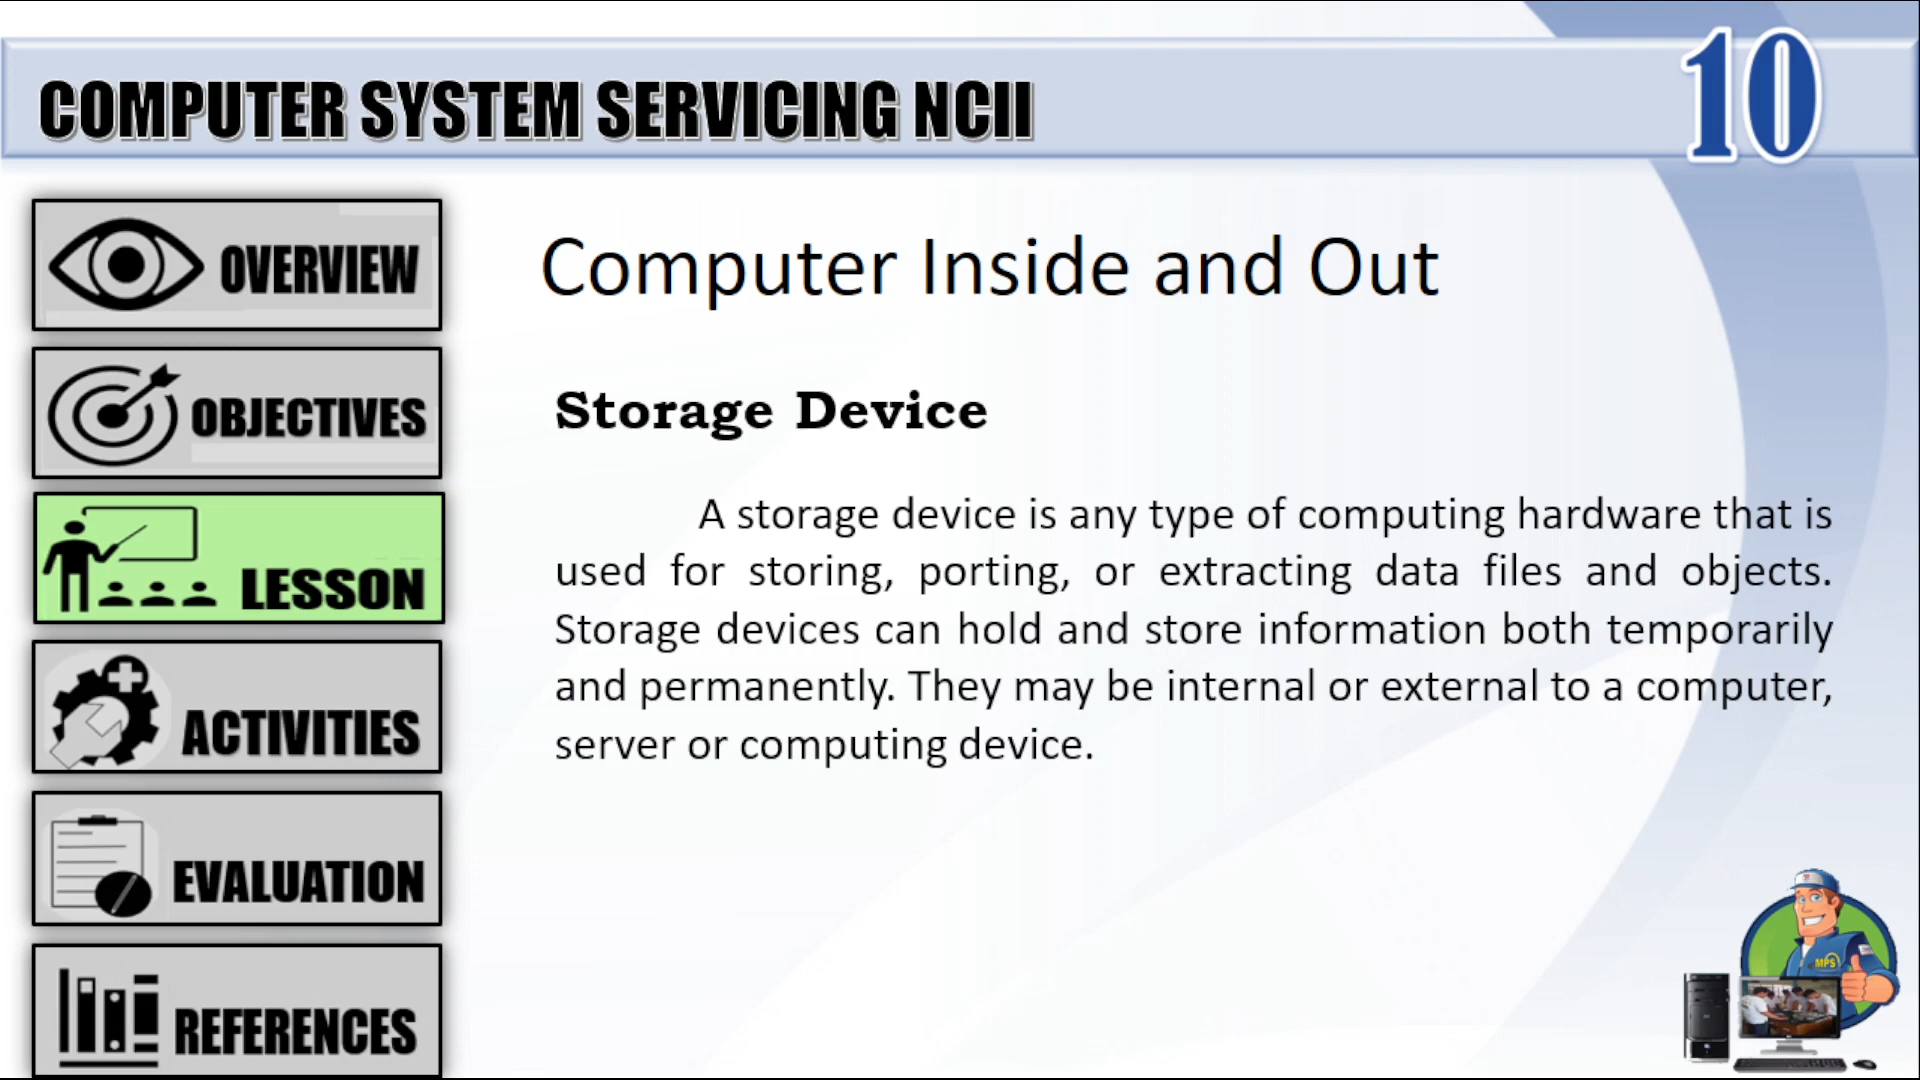 COMPUTER SYSTEM SERVICING NCII
10
OVERVIEW
OBJECTIVES
LESSON
ACTIVITIES
EVALUATION
REFERENCES
Computer Inside and Out
Storage Device
A storage device is any type of computing hardware that is
used for storing, porting, or extracting data files and objects.
Storage devices can hold and store information both temporarily
and permanently. They may be internal or external to a computer,
server or computing device.
MPS